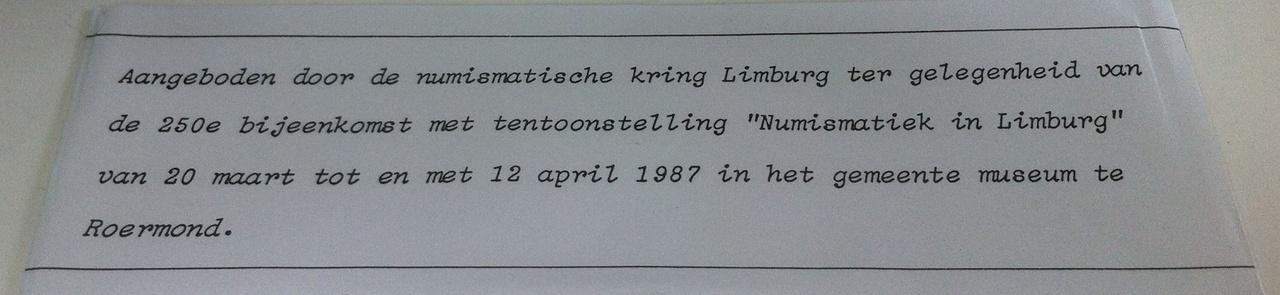 Aangeboden door de numismatische kring Limburg ter gelegenheid van
de 250e bijeenkomst met tentoonstelling "Numismatiek in Limburg"
van 20 maart tot en met 12 april 1987 in het gemeente museum te
Roermond.